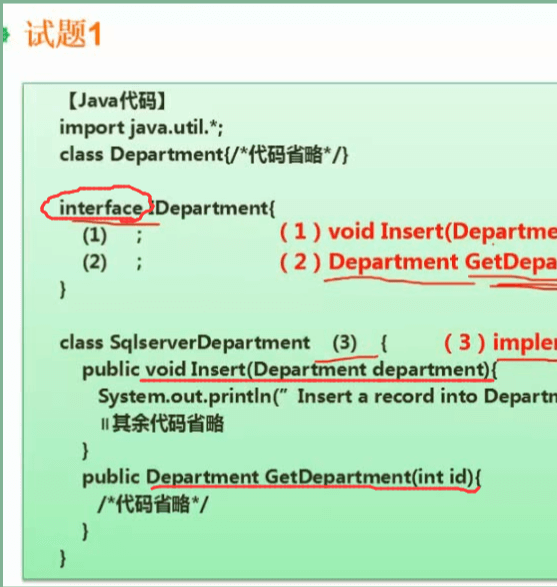 试题1
【Java代码】
import java.util.*;
class Department{/*代码省略*/}
interface IDepartment{
(1) ; (1)void Insert(Departme
(2) ; (2)Department GetDepa
}
class SqlserverDepartment (3) { (3)implem
public void Insert(Department department){
System.out.println(" Insert a record into Departm
॥其余代码省略
}
public Department GetDepartment(int id){
/*代码省略*/
}
}